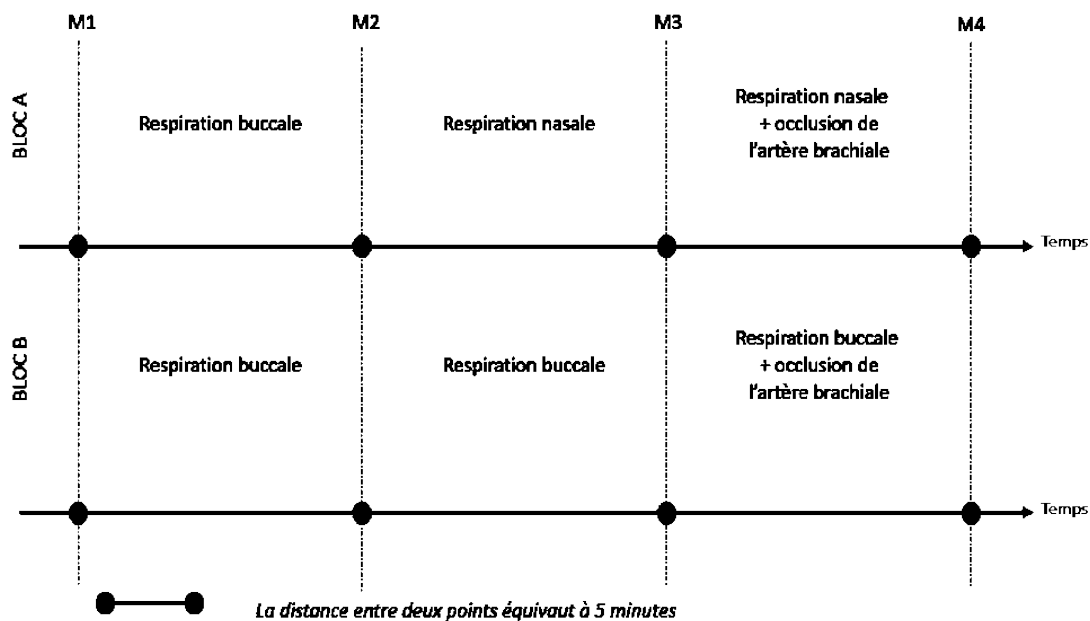 M1
M2
M3
M4
BLOC A
Respiration buccale
Respiration nasale
Respiration nasale
+ occlusion de
l'artère brachiale
Temps
BLOC B
Respiration buccale
Respiration buccale
Respiration buccale
+ occlusion de
l'artère brachiale
Temps
La distance entre deux points équivaut à 5 minutes